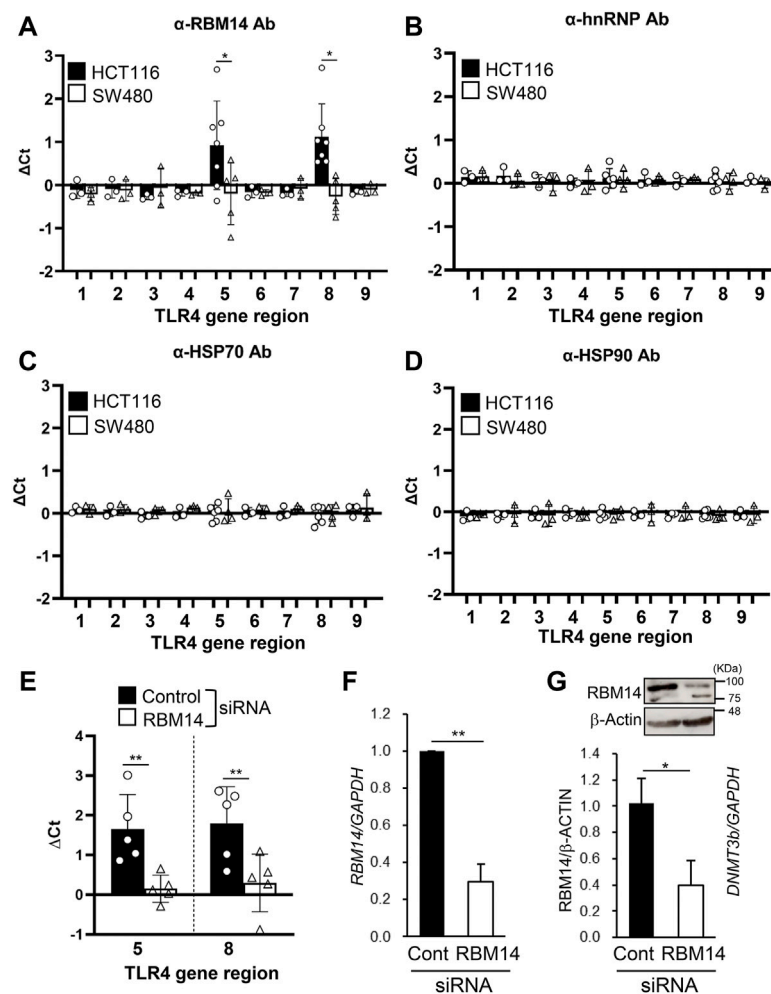 A
α-RBM14 Ab
HCT116
SW480
*
*
ΔCt
3
2
1
0
-1
-2
1 2 3 4 5 6 7 8 9
TLR4 gene region
B
α-hnRNP Ab
HCT116
SW480
ΔCt
3
2
1
0
-1
-2
1 2 3 4 5 6 7 8 9
TLR4 gene region
C
α-HSP70 Ab
HCT116
SW480
ΔCt
3
2
1
0
-1
-2
1 2 3 4 5 6 7 8 9
TLR4 gene region
D
α-HSP90 Ab
HCT116
SW480
ΔCt
3
2
1
0
-1
-2
1 2 3 4 5 6 7 8 9
TLR4 gene region
E
Control
RBM14
siRNA
**
**
ΔCt
4
3
2
1
0
-1
5 8
TLR4 gene region
F
**
RBM14/GAPDH
1.2
1.0
0.8
0.6
0.4
0.2
0.0
Cont RBM14
siRNA
G
(KDa)
RBM14
100
75
β-Actin
48
*
RBM14/β-ACTIN
1.4
1.2
1.0
0.8
0.6
0.4
0.2
0.0
Cont RBM14
siRNA
DNMT3b/GAPDH